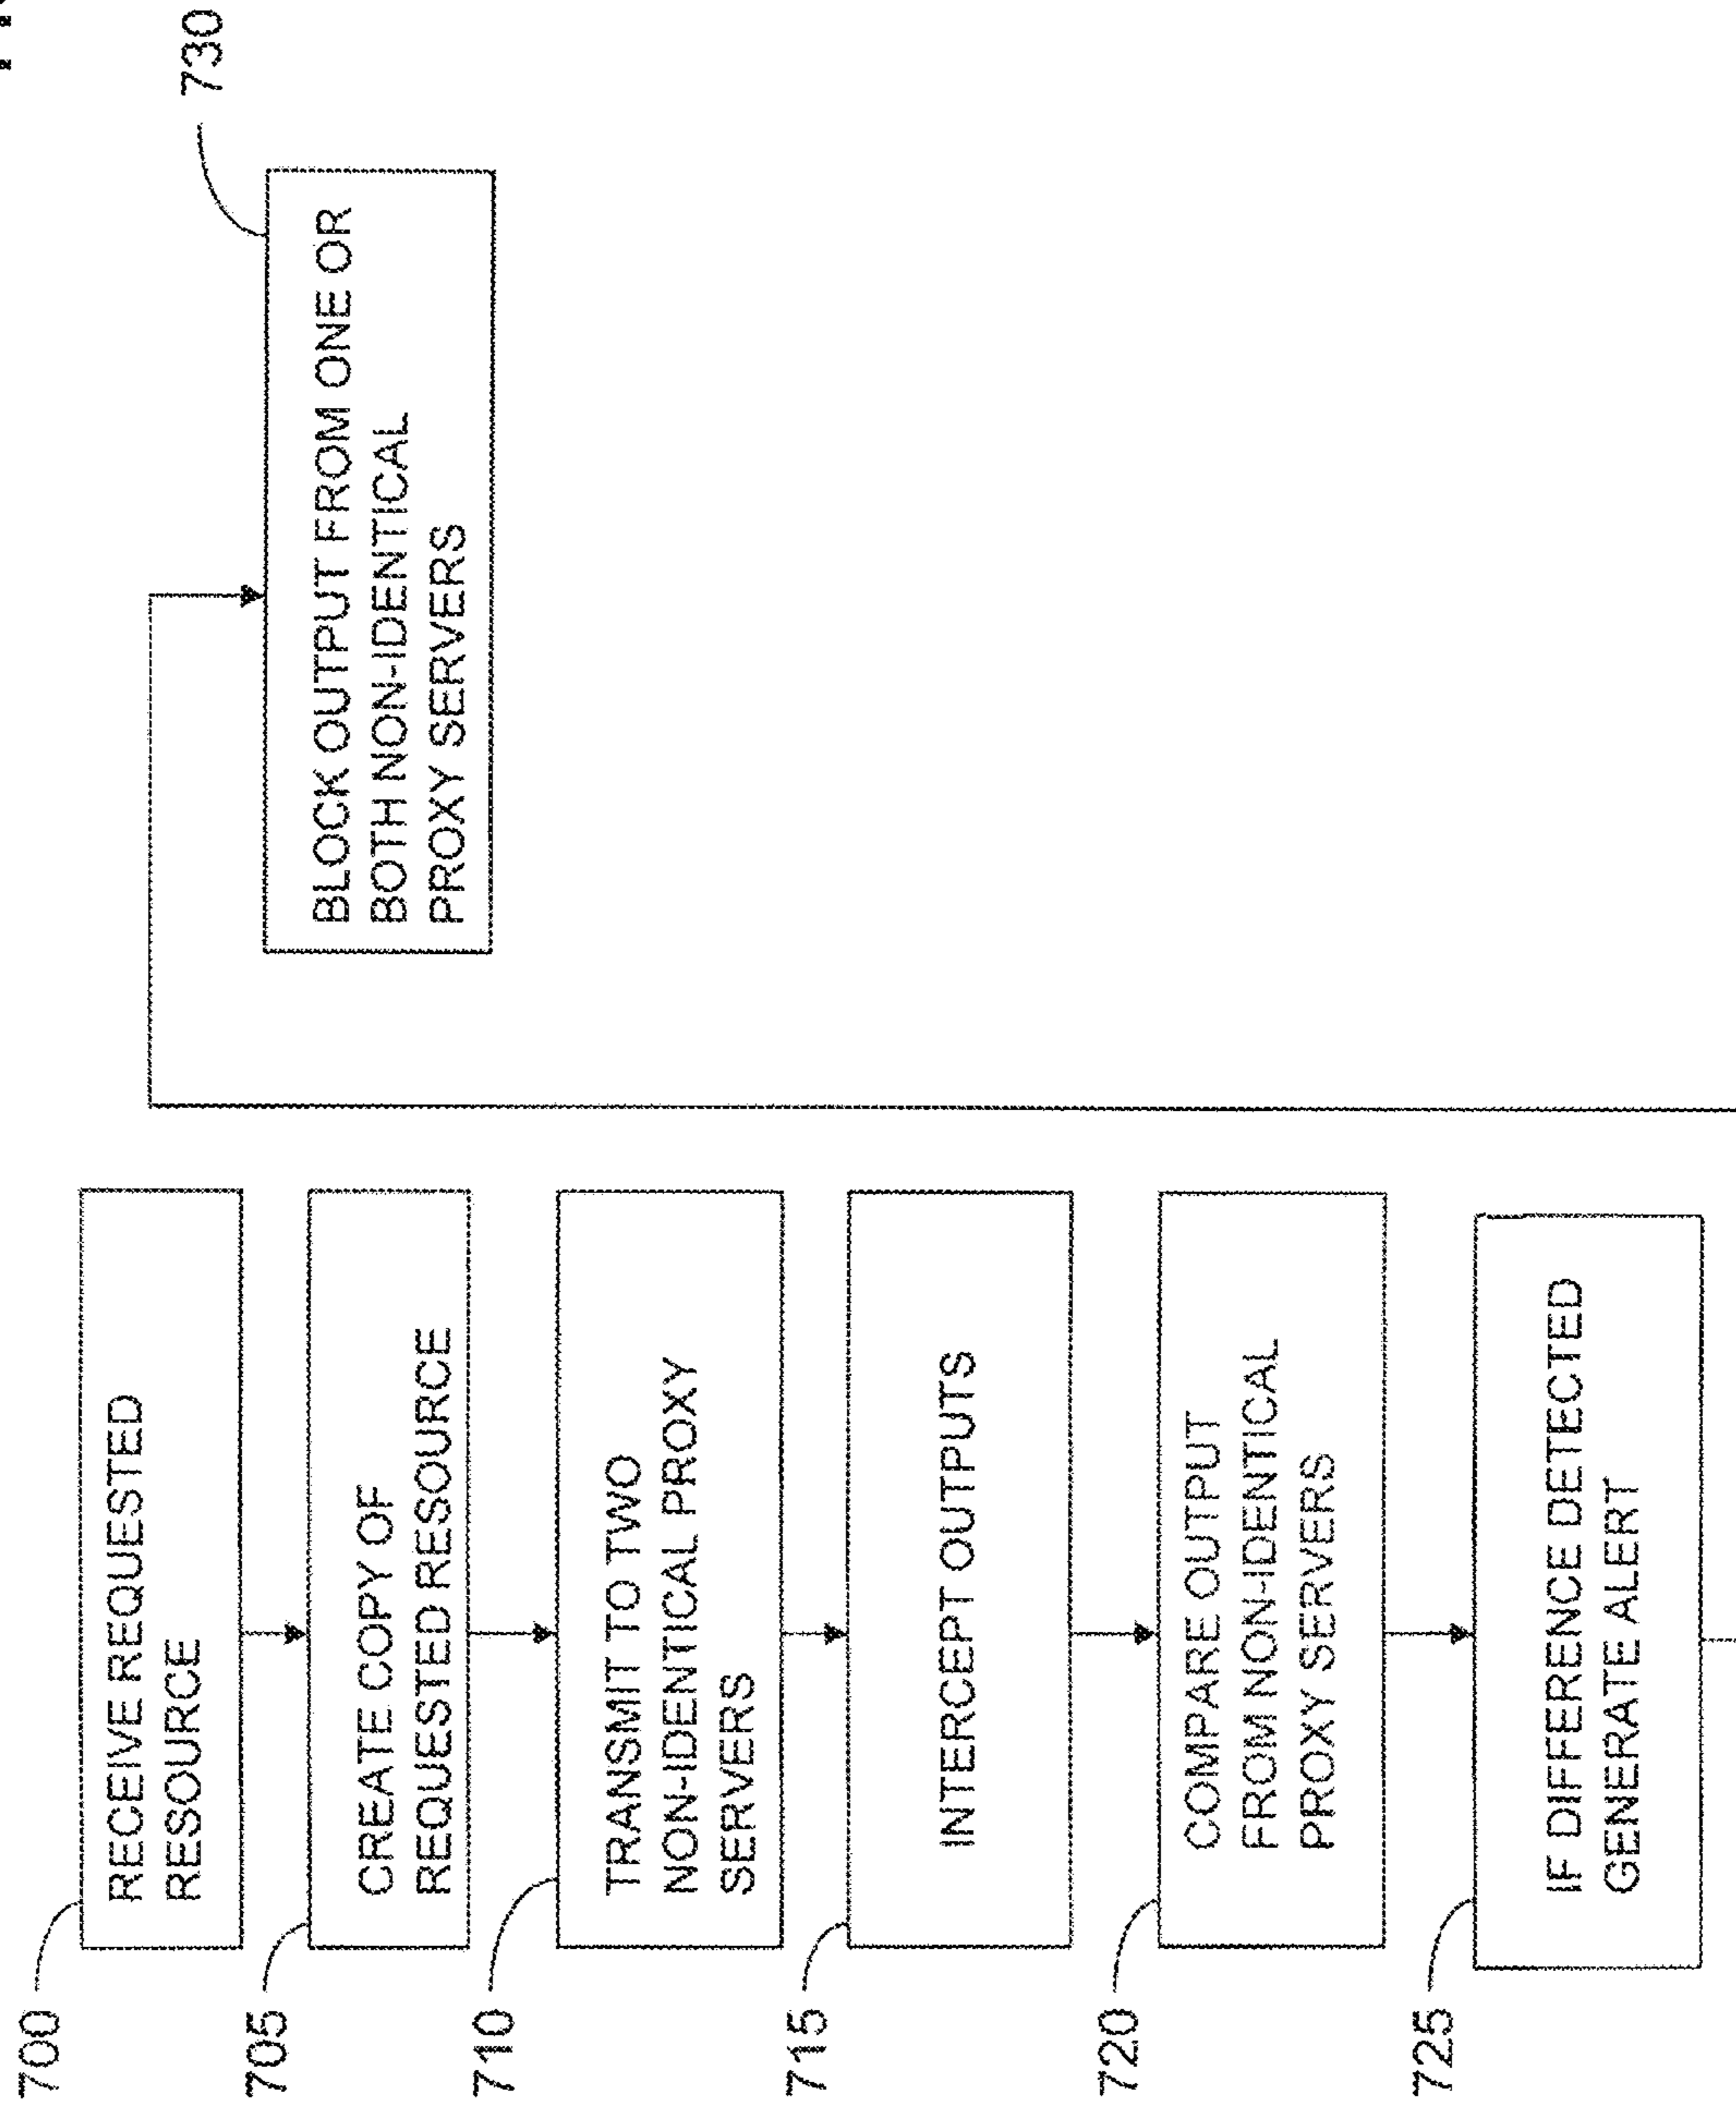 700
RECEIVE REQUESTED
RESOURCE
705
CREATE COPY OF
REQUESTED RESOURCE
710
TRANSMIT TO TWO
NON-IDENTICAL PROXY
SERVERS
715
INTERCEPT OUTPUTS
720
COMPARE OUTPUT
FROM NON-IDENTICAL
PROXY SERVERS
725
IF DIFFERENCE DETECTED
GENERATE ALERT
730
BLOCK OUTPUT FROM ONE OR
BOTH NON-IDENTICAL
PROXY SERVERS